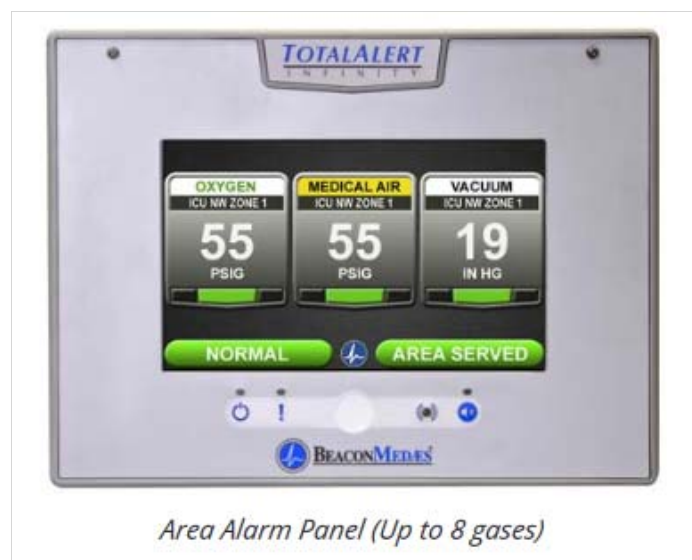 TOTALALERT
INFINITY
OXYGEN
ICU NW ZONE 1
55
PSIG
MEDICAL AIR
ICU NW ZONE 1
55
PSIG
VACUUM
ICU NW ZONE 1
19
IN HG
NORMAL
AREA SERVED
!
BEACONMEDÆS
Area Alarm Panel (Up to 8 gases)